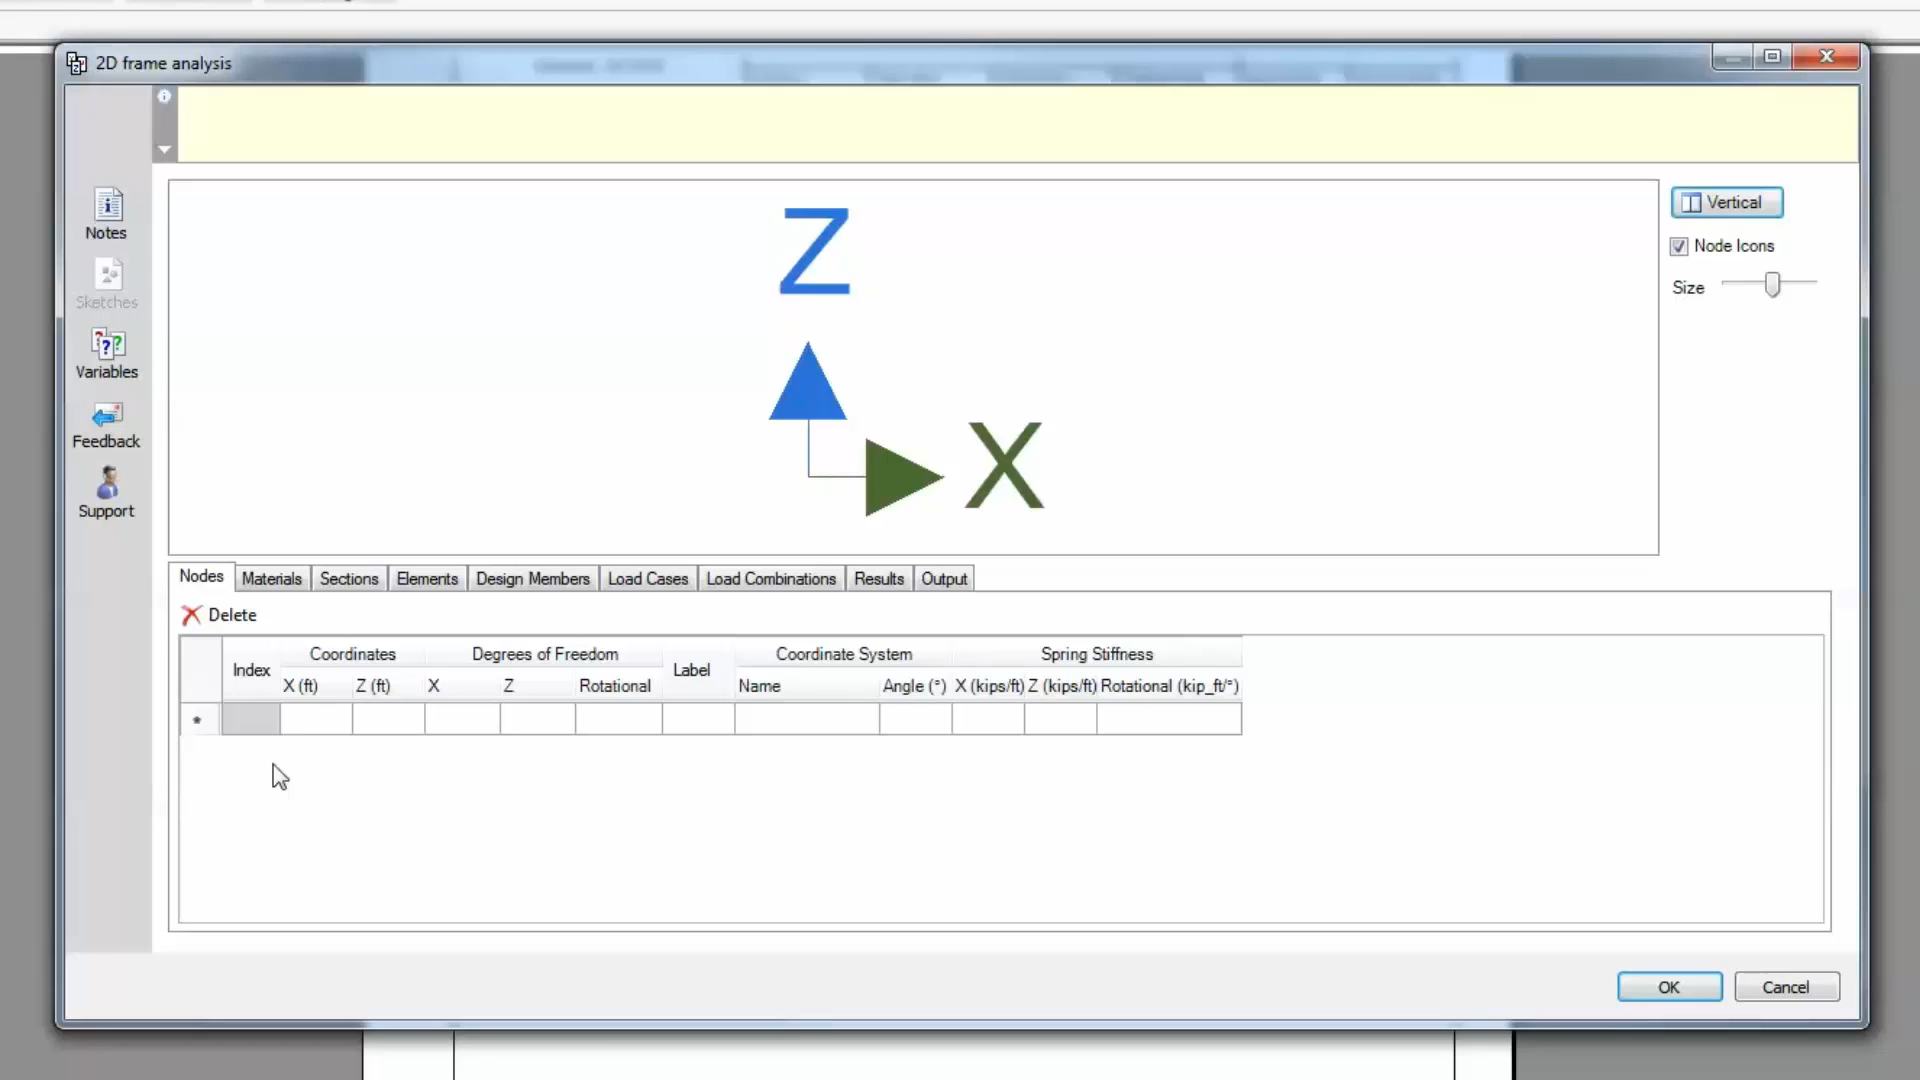 2D frame analysis
Notes
Sketches
Variables
Feedback
Support
Z
X
Vertical
Node Icons
Size
Nodes Materials Sections Elements Design Members Load Cases Load Combinations Results Output
Delete
Index Coordinates Degrees of Freedom Label Coordinate System Spring Stiffness
X (ft) Z (ft) X Z Rotational Name Angle (°) X (kips/ft) Z (kips/ft) Rotational (kip_ft/°)
*
OK Cancel